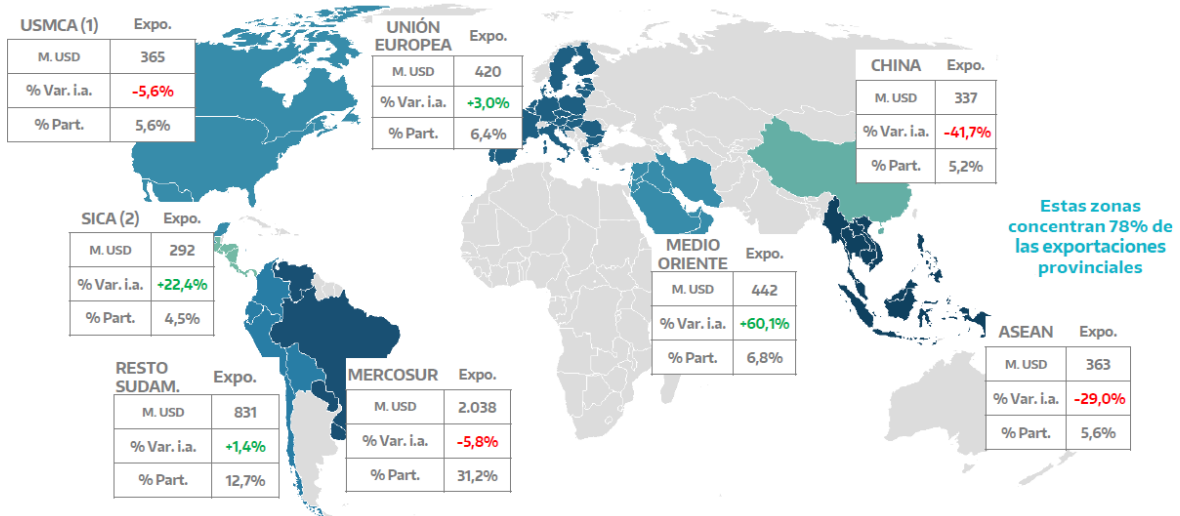 USMCA (1) Expo.
M. USD 365
% Var. i.a. -5,6%
% Part. 5,6%
UNIÓN
EUROPEA Expo.
M. USD 420
% Var. i.a. +3,0%
% Part. 6,4%
CHINA Expo.
M. USD 337
% Var. i.a. -41,7%
% Part. 5,2%
SICA (2) Expo.
M. USD 292
% Var. i.a. +22,4%
% Part. 4,5%
MEDIO
ORIENTE Expo.
M. USD 442
% Var. i.a. +60,1%
% Part. 6,8%
Estas zonas
concentran 78% de
las exportaciones
provinciales
RESTO
SUDAM. Expo.
M. USD 831
% Var. i.a. +1,4%
% Part. 12,7%
MERCOSUR Expo.
M. USD 2.038
% Var. i.a. -5,8%
% Part. 31,2%
ASEAN Expo.
M. USD 363
% Var. i.a. -29,0%
% Part. 5,6%